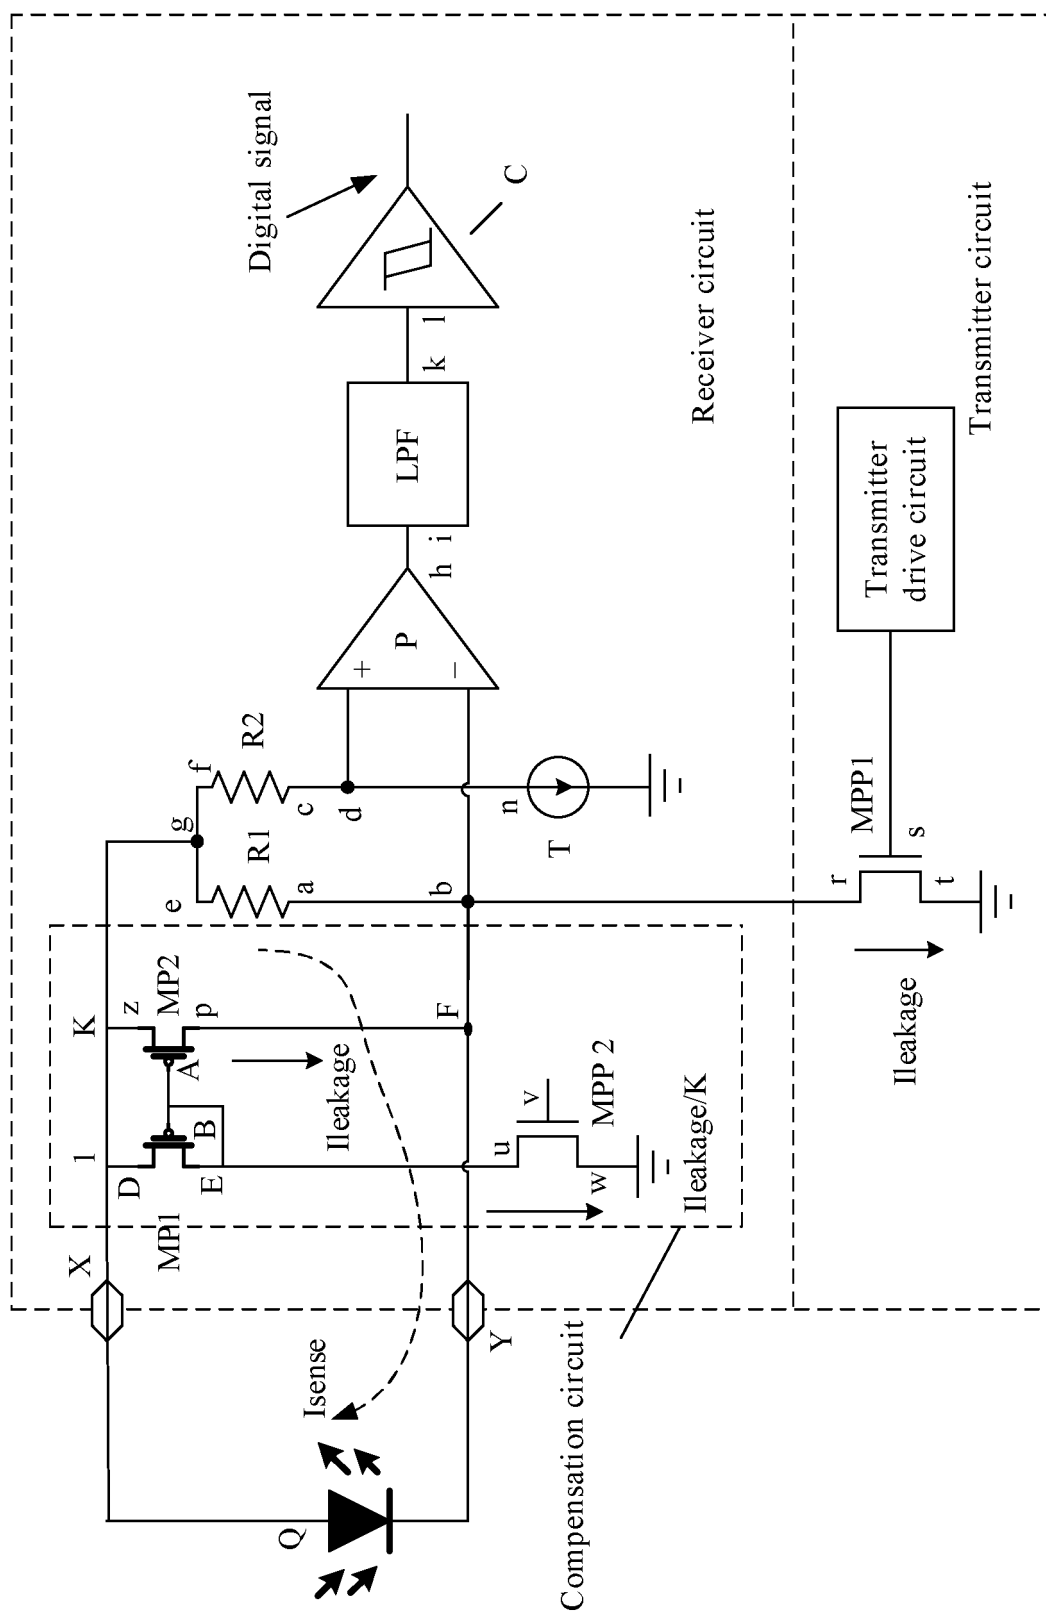 Digital signal
C
Receiver circuit
Transmitter circuit
l
k
LPF
i
h
P
+
−
Transmitter
drive circuit
R2
f
g
c
d
n
T
R1
e
a
b
MPP1
s
r
t
Ileakage
K
z
MP2
p
A
F
Ileakage
1
D
B
E
MP1
u
v
MPP 2
w
Ileakage/K
X
Y
Isense
Q
Compensation circuit